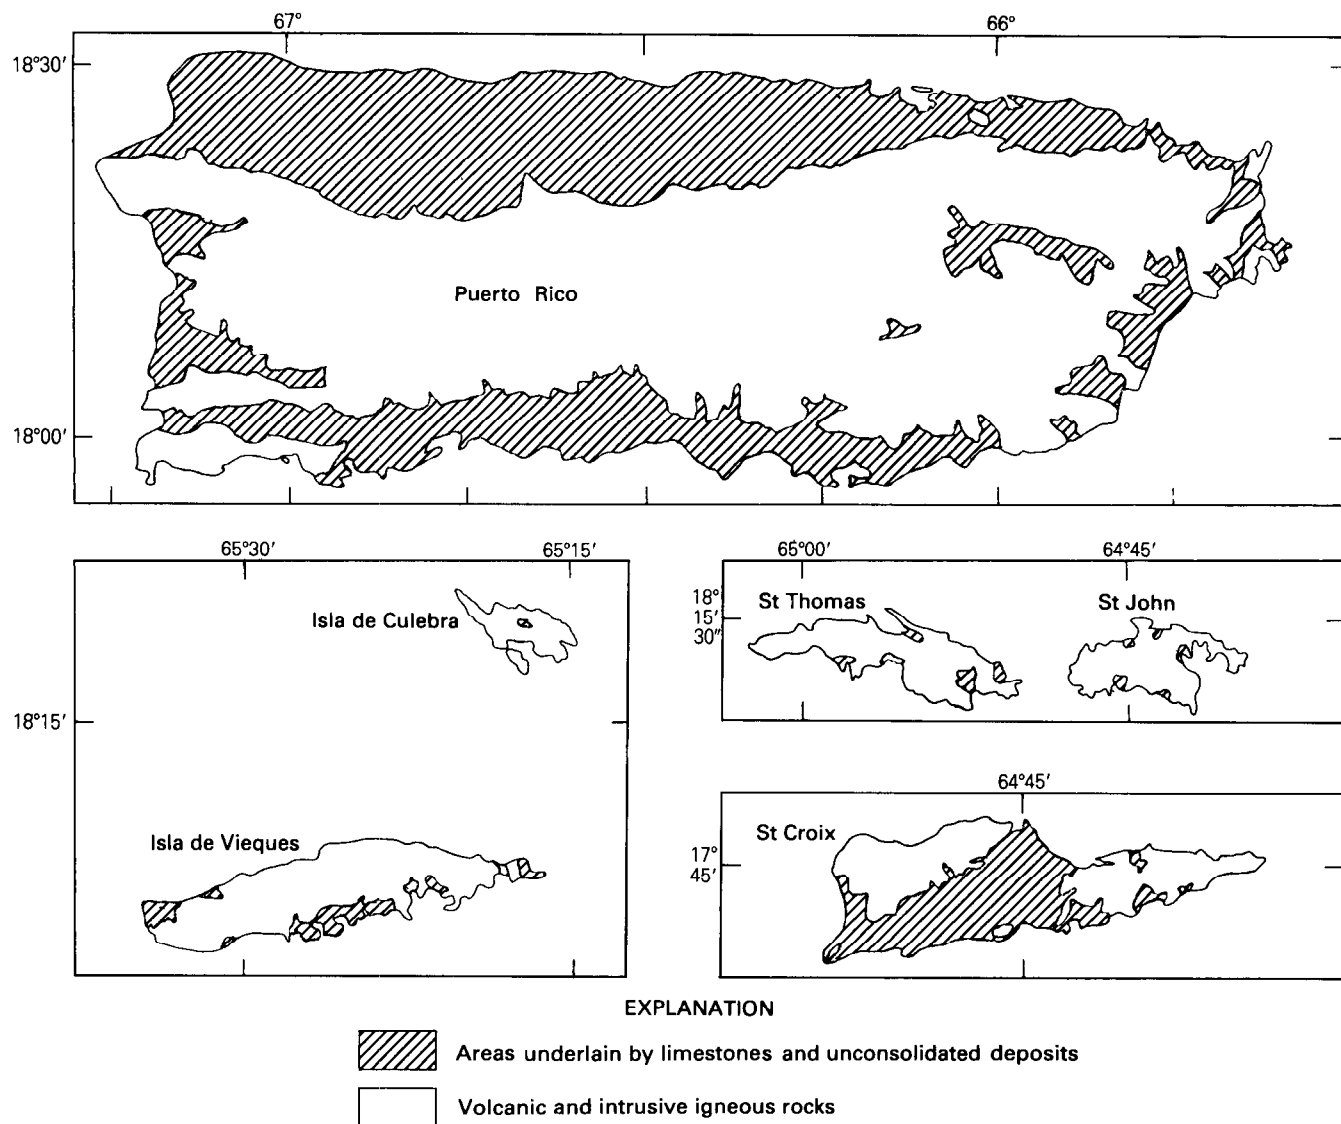 67°
66°
18°30′
Puerto Rico
18°00′
65°30′
65°15′
65°00′
64°45′
Isla de Culebra
18°15′
St Thomas
St John
18°
15′
30″
Isla de Vieques
64°45′
St Croix
17°
45′
EXPLANATION
Areas underlain by limestones and unconsolidated deposits
Volcanic and intrusive igneous rocks